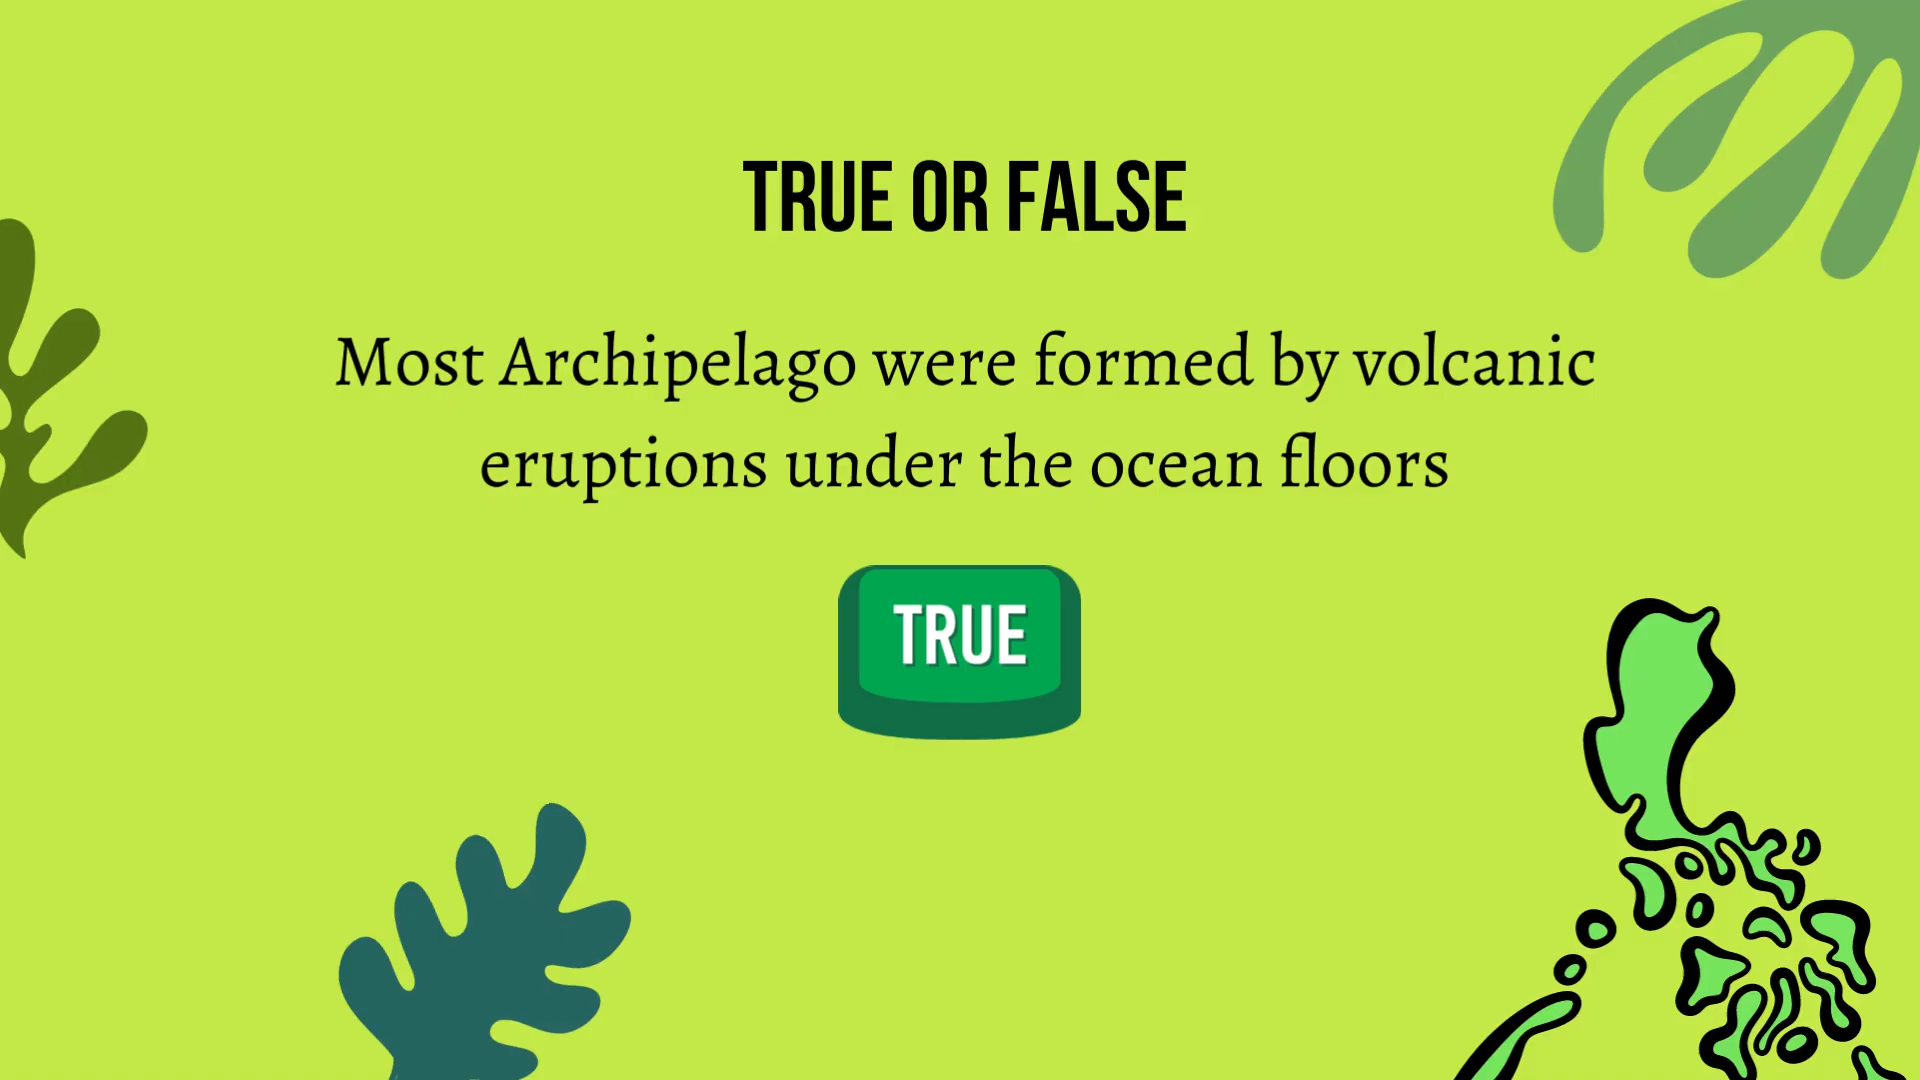 TRUE OR FALSE
Most Archipelago were formed by volcanic
eruptions under the ocean floors
TRUE